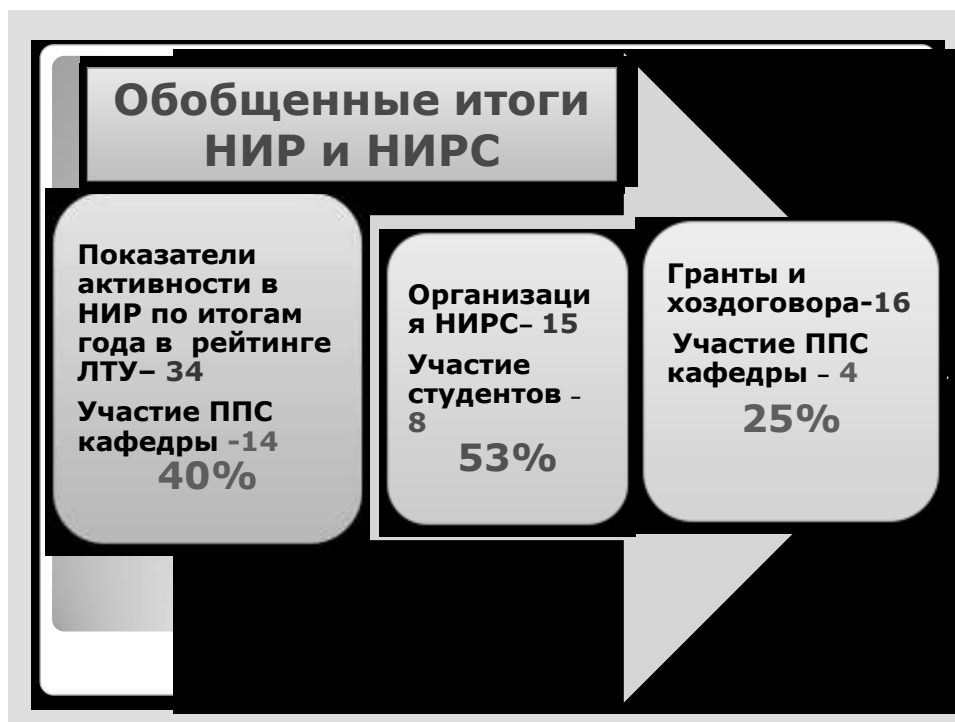 Обобщенные итоги
НИР и НИРС
Показатели
активности в
НИР по итогам
года в рейтинге
ЛТУ– 34
Участие ППС
кафедры -14
40%
Организаци
я НИРС– 15
Участие
студентов –
8
53%
Гранты и
хоздоговора-16
Участие ППС
кафедры – 4
25%